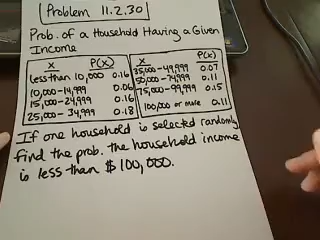 Problem 11.2.30
Prob. of a Household Having a Given
Income
x P(x)
less than 10,000 0.16
10,000-14,999 0.06
15,000-24,999 0.16
25,000-34,999 0.18
x P(x)
35,000-49,999 0.07
50,000-74,999 0.11
75,000-99,999 0.15
100,000 or more 0.11
If one household is selected randomly
find the prob. the household income
is less than $100,000.